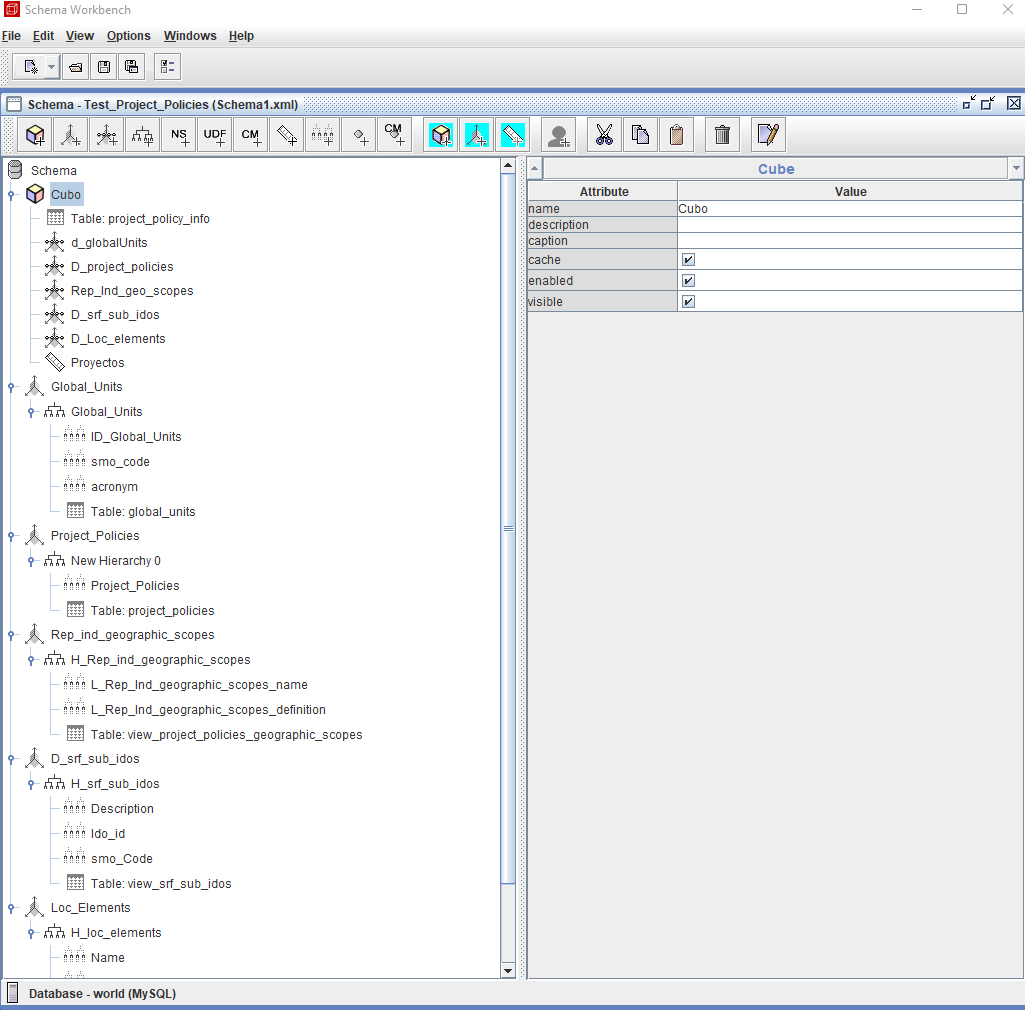 Schema Workbench
File Edit View Options Windows Help
Schema - Test_Project_Policies (Schema1.xml)
NS UDF CM CM
Schema
Cubo
Table: project_policy_info
d_globalUnits
D_project_policies
Rep_Ind_geo_scopes
D_srf_sub_idos
D_Loc_elements
Proyectos
Global_Units
Global_Units
ID_Global_Units
smo_code
acronym
Table: global_units
Project_Policies
New Hierarchy 0
Project_Policies
Table: project_policies
Rep_ind_geographic_scopes
H_Rep_ind_geographic_scopes
L_Rep_Ind_geographic_scopes_name
L_Rep_Ind_geographic_scopes_definition
Table: view_project_policies_geographic_scopes
D_srf_sub_idos
H_srf_sub_idos
Description
Ido_id
smo_Code
Table: view_srf_sub_idos
Loc_Elements
H_loc_elements
Name
Cube
Attribute Value
name Cubo
description
caption
cache
enabled
visible
Database - world (MySQL)